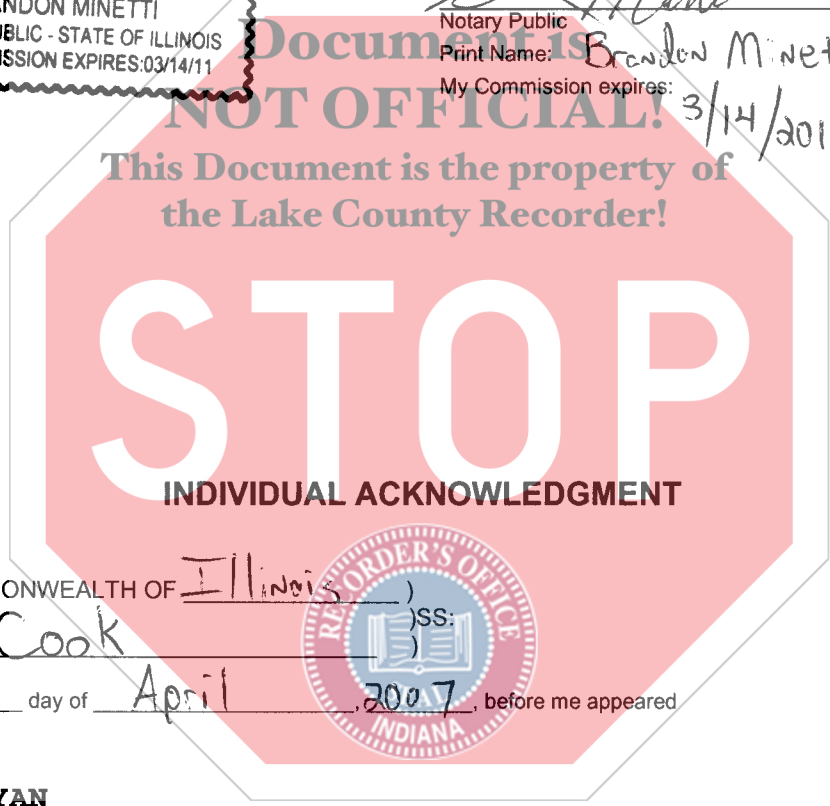 NDON MINETTI
BLIC - STATE OF ILLINOIS
SSION EXPIRES:03/14/11
Notary Public
Print Name: Brandon Minet
My Commission expires:
3/14/201
Document is
NOT OFFICIAL!
This Document is the property of
the Lake County Recorder!
STOP
INDIVIDUAL ACKNOWLEDGMENT
ONWEALTH OF Illinois )
)SS:
Cook )
day of April, 2007, before me appeared
RECORDER'S OFFICE
INDIANA
YAN